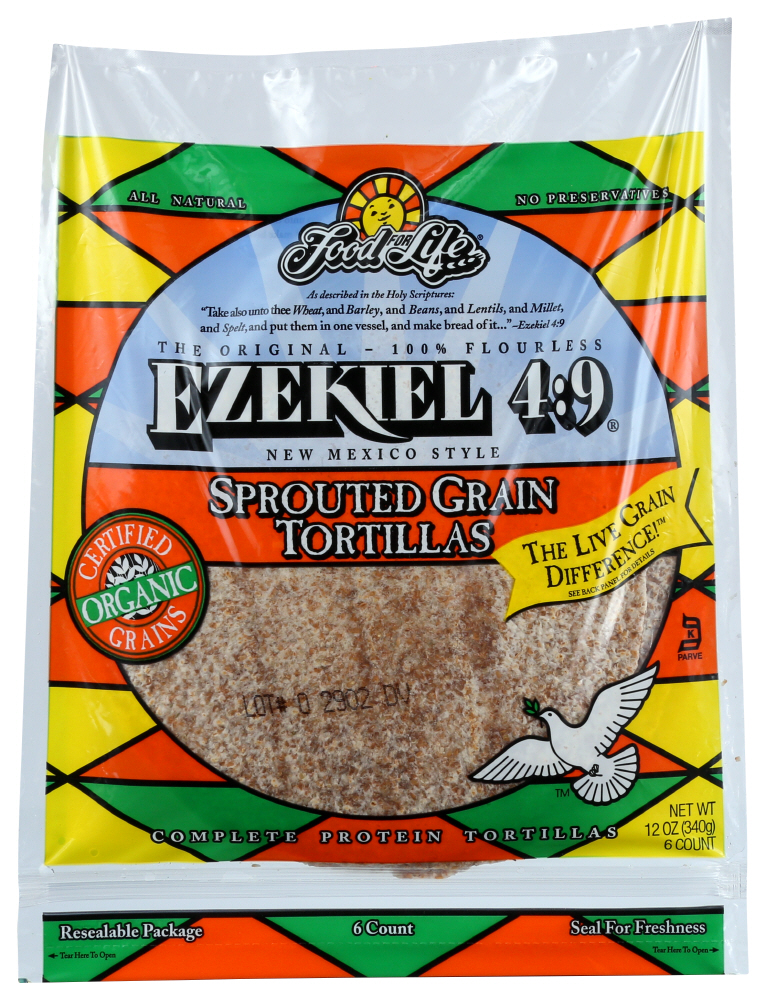 ALL NATURAL
NO PRESERVATIVES
Food FOR Life®
As described in the Holy Scriptures:
“Take also unto thee Wheat, and Barley, and Beans, and Lentils, and Millet,
and Spelt, and put them in one vessel, and make bread of it...” –Ezekiel 4:9
THE ORIGINAL – 100% FLOURLESS
EZEKIEL 4:9®
NEW MEXICO STYLE
SPROUTED GRAIN
TORTILLAS
THE LIVE GRAIN
DIFFERENCE!™
SEE BACK PANEL FOR DETAILS
CERTIFIED
ORGANIC
GRAINS
K
PARVE
LOT# 0 2902 DV
TM
NET WT
12 OZ (340g)
6 COUNT
COMPLETE PROTEIN TORTILLAS
Resealable Package
6 Count
Seal For Freshness
Tear Here To Open
Tear Here To Open